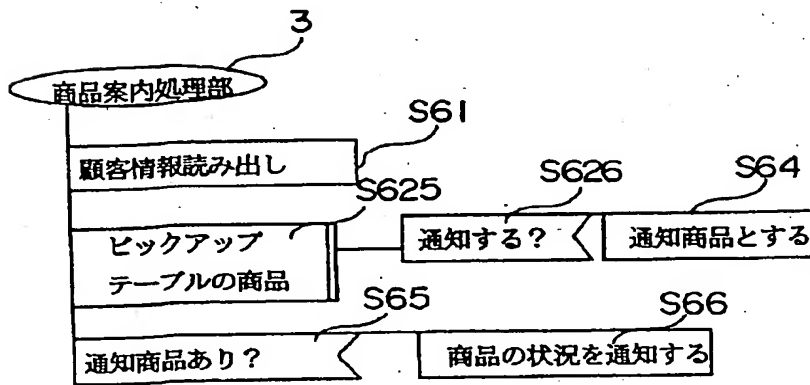 3
商品案内処理部
S61
顧客情報読み出し
S625
S626
S64
ピックアップ
テーブルの商品
通知する?
通知商品とする
S65
S66
通知商品あり?
商品の状況を通知する